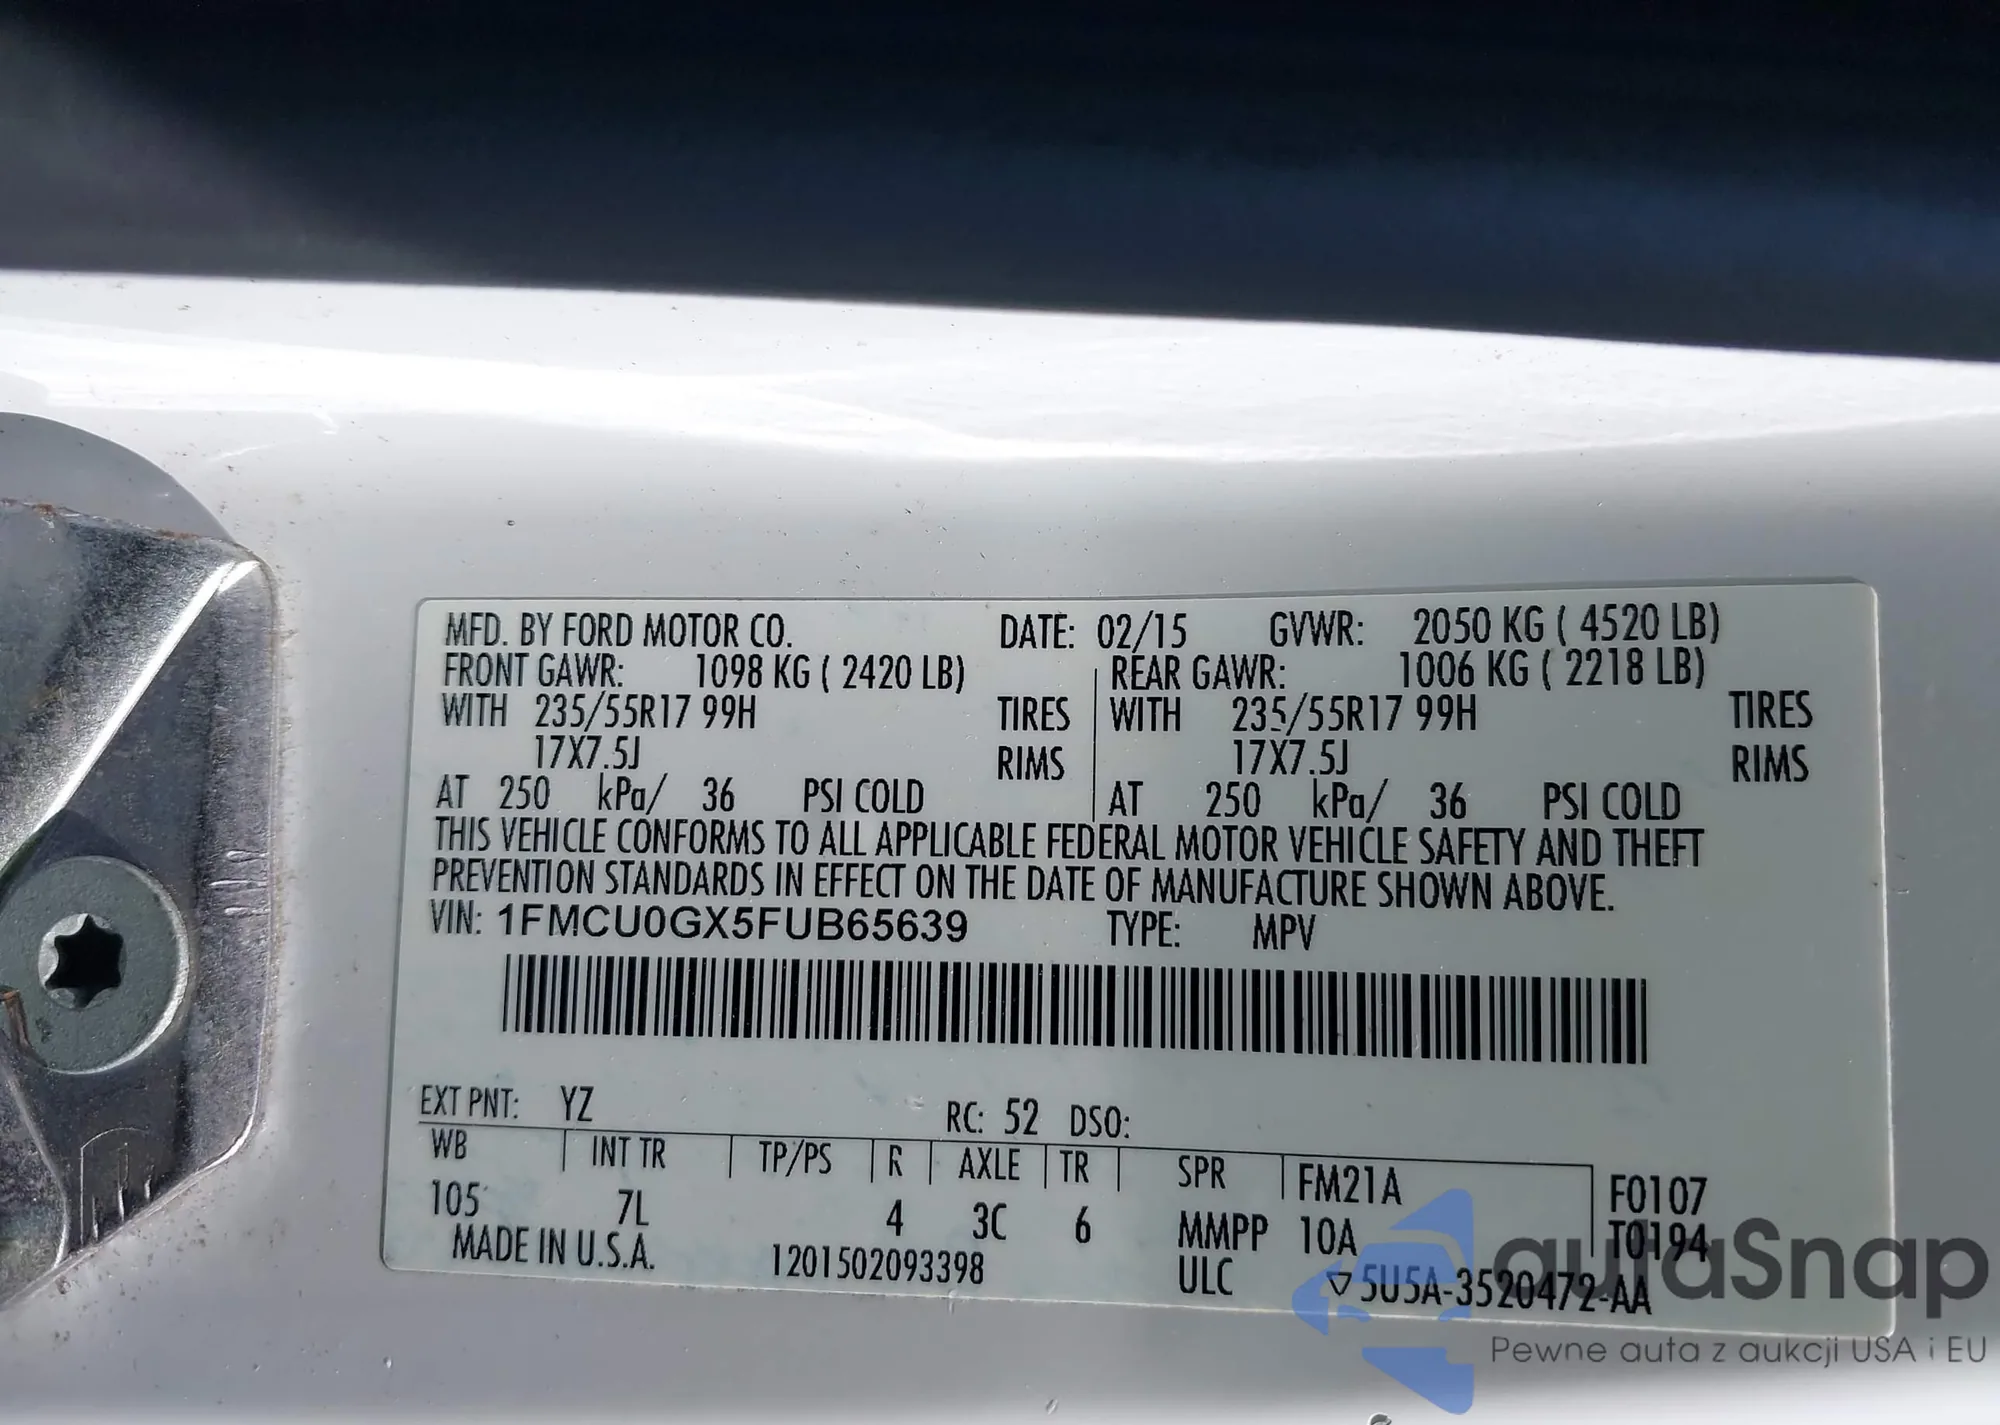 MFD. BY FORD MOTOR CO. DATE: 02/15 GVWR: 2050 KG ( 4520 LB)
FRONT GAWR: 1098 KG ( 2420 LB) REAR GAWR: 1006 KG ( 2218 LB)
WITH 235/55R17 99H TIRES WITH 235/55R17 99H TIRES
17X7.5J RIMS 17X7.5J RIMS
AT 250 kPa/ 36 PSI COLD AT 250 kPa/ 36 PSI COLD
THIS VEHICLE CONFORMS TO ALL APPLICABLE FEDERAL MOTOR VEHICLE SAFETY AND THEFT
PREVENTION STANDARDS IN EFFECT ON THE DATE OF MANUFACTURE SHOWN ABOVE.
VIN: 1FMCU0GX5FUB65639 TYPE: MPV
EXT PNT: YZ RC: 52 DSO:
WB INT TR TP/PS R AXLE TR SPR FM21A F0107
105 7L 4 3C 6 MMPP 10A T0194
MADE IN U.S.A. 1201502093398 ULC ▽5U5A-3520472-AA
autaSnap
Pewne auta z aukcji USA i EU